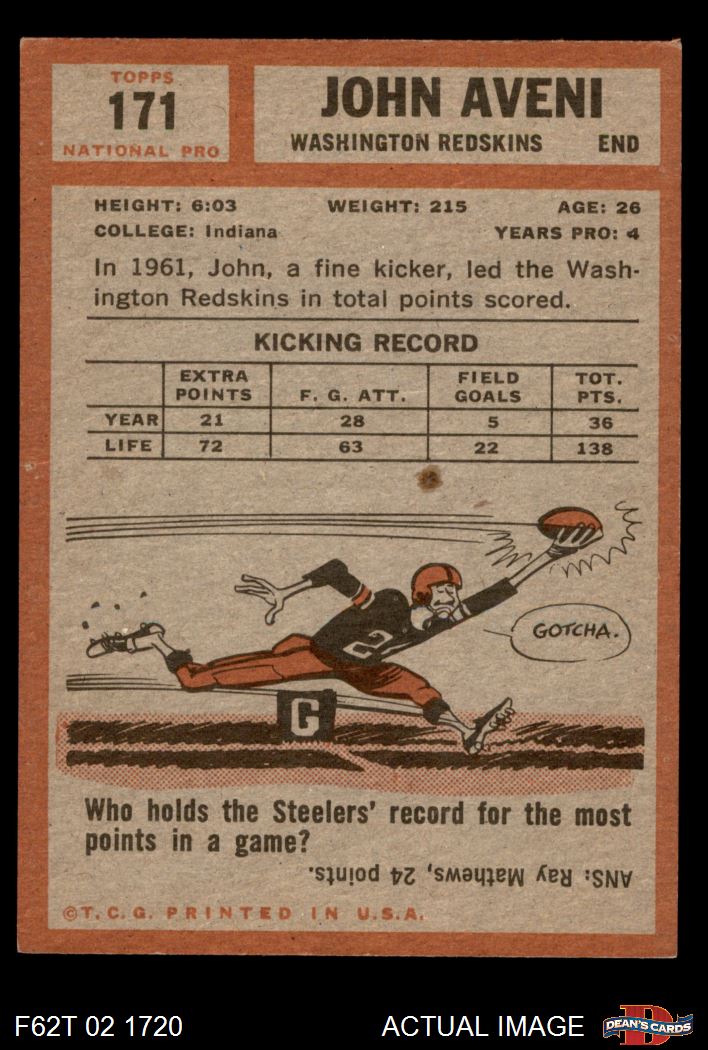 TOPPS
171
NATIONAL PRO
JOHN AVENI
WASHINGTON REDSKINS END
HEIGHT: 6:03 WEIGHT: 215 AGE: 26
COLLEGE: Indiana YEARS PRO: 4
In 1961, John, a fine kicker, led the Wash-
ington Redskins in total points scored.
KICKING RECORD
EXTRA POINTS F. G. ATT. FIELD GOALS TOT. PTS.
YEAR 21 28 5 36
LIFE 72 63 22 138
2
GOTCHA.
G
Who holds the Steelers' record for the most
points in a game?
ANS: Ray Mathews, 24 points.
©T.C.G. PRINTED IN U.S.A.
F62T 02 1720 ACTUAL IMAGE D DEAN'S CARDS